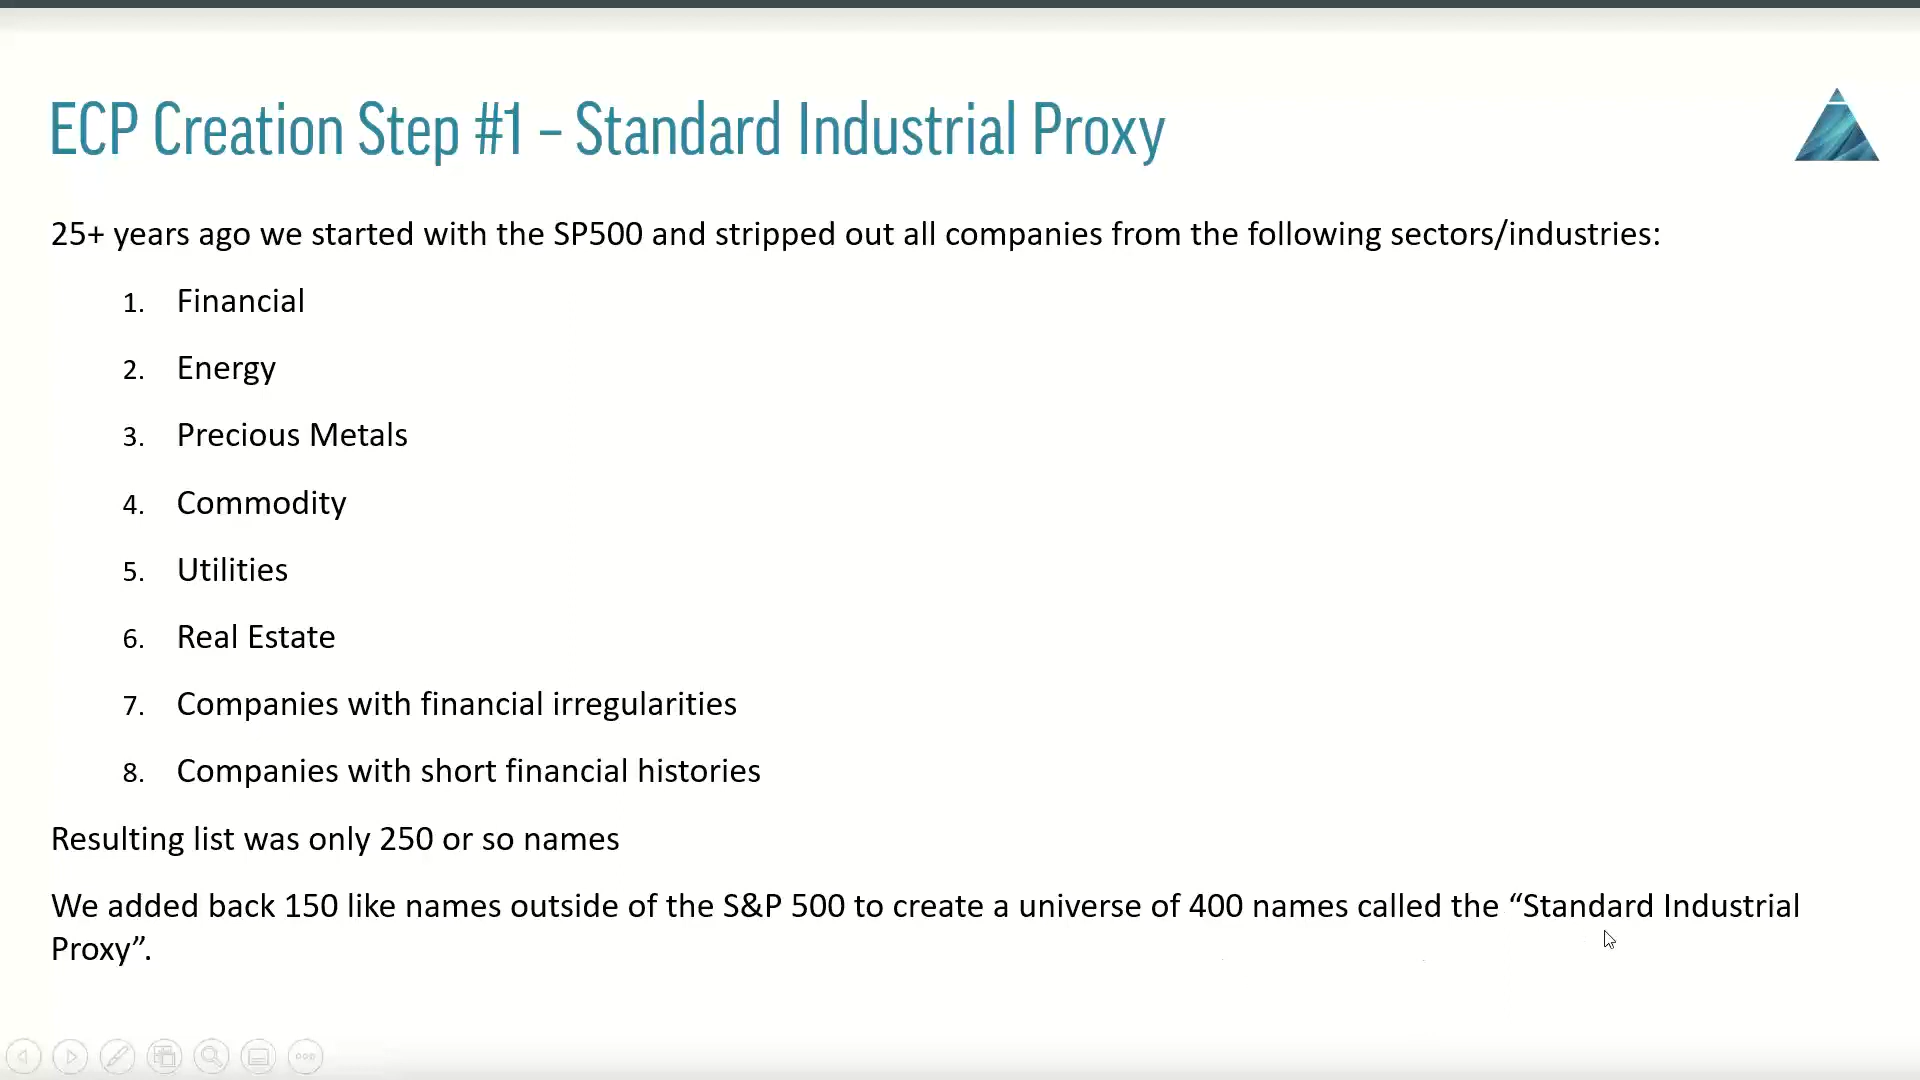 ECP Creation Step #1 – Standard Industrial Proxy
25+ years ago we started with the SP500 and stripped out all companies from the following sectors/industries:
1. Financial
2. Energy
3. Precious Metals
4. Commodity
5. Utilities
6. Real Estate
7. Companies with financial irregularities
8. Companies with short financial histories
Resulting list was only 250 or so names
We added back 150 like names outside of the S&P 500 to create a universe of 400 names called the “Standard Industrial
Proxy”.